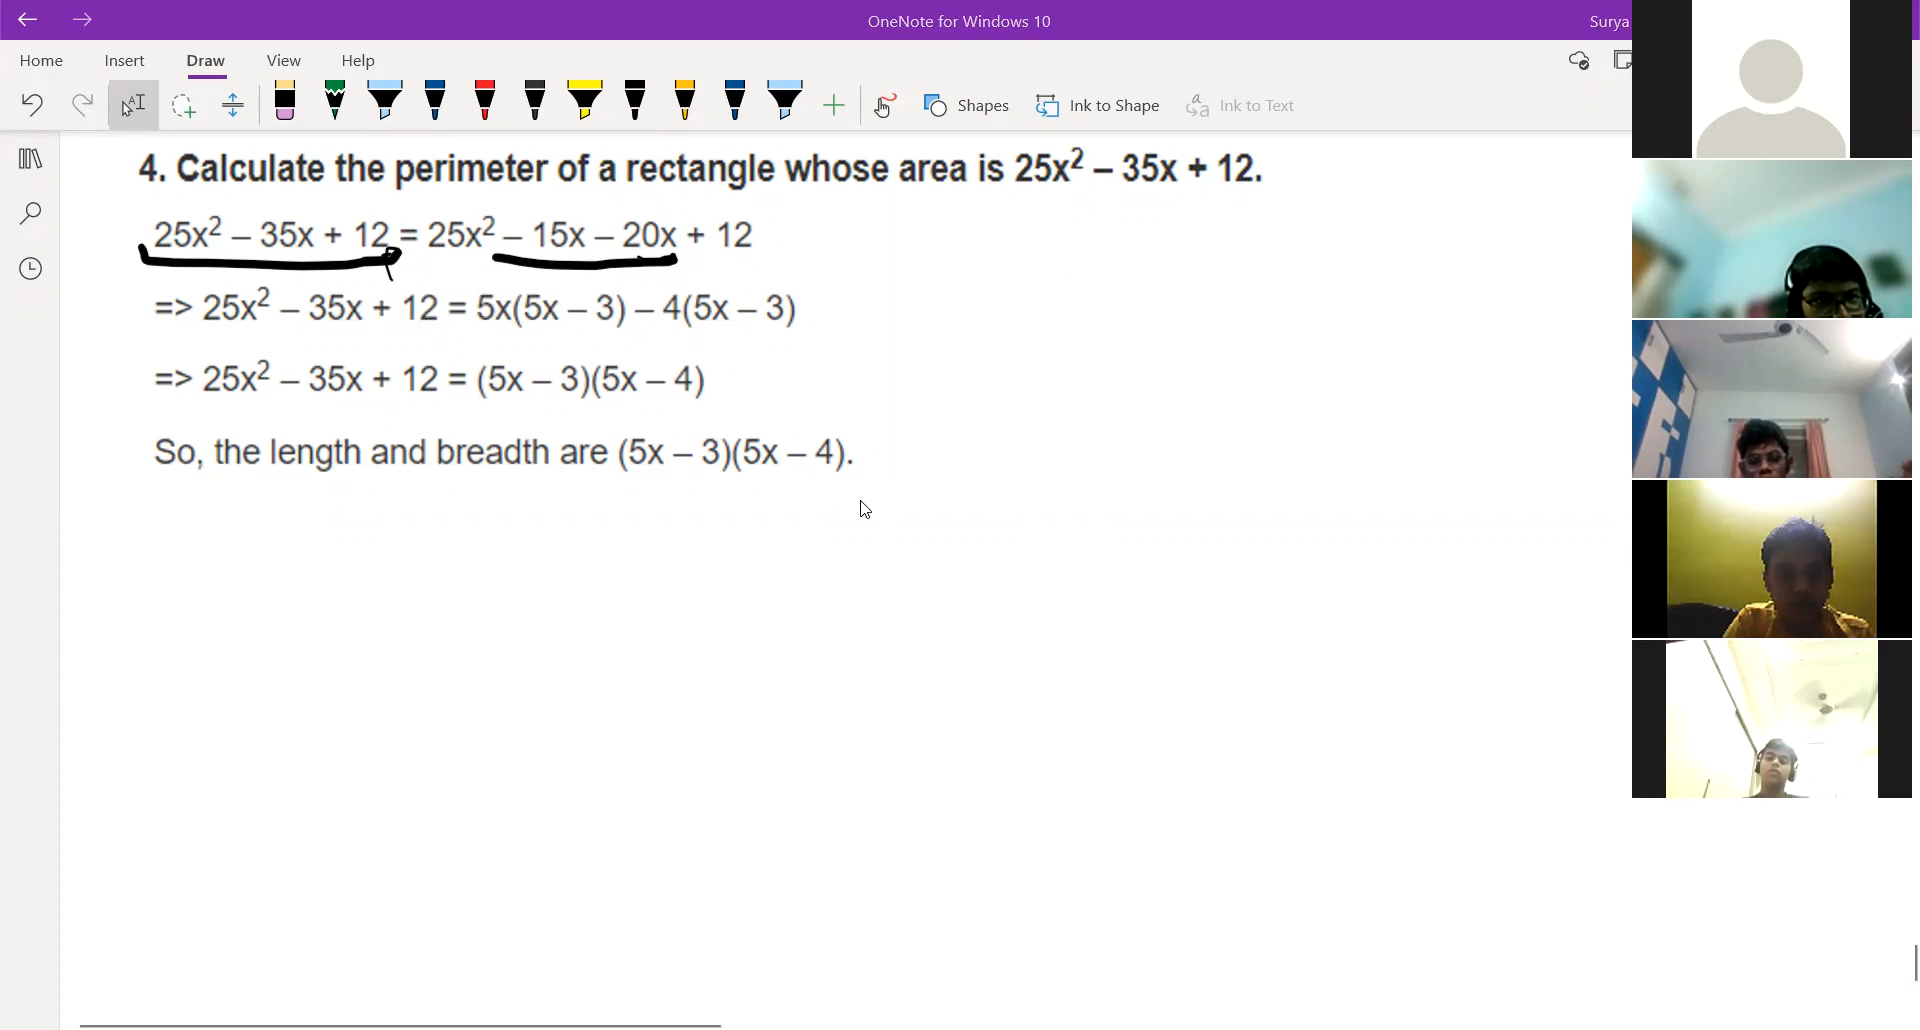 OneNote for Windows 10
Surya
Home Insert Draw View Help
Shapes Ink to Shape Ink to Text
4. Calculate the perimeter of a rectangle whose area is 25x² – 35x + 12.
25x² – 35x + 12 = 25x² – 15x – 20x + 12
=> 25x² – 35x + 12 = 5x(5x – 3) – 4(5x – 3)
=> 25x² – 35x + 12 = (5x – 3)(5x – 4)
So, the length and breadth are (5x – 3)(5x – 4).